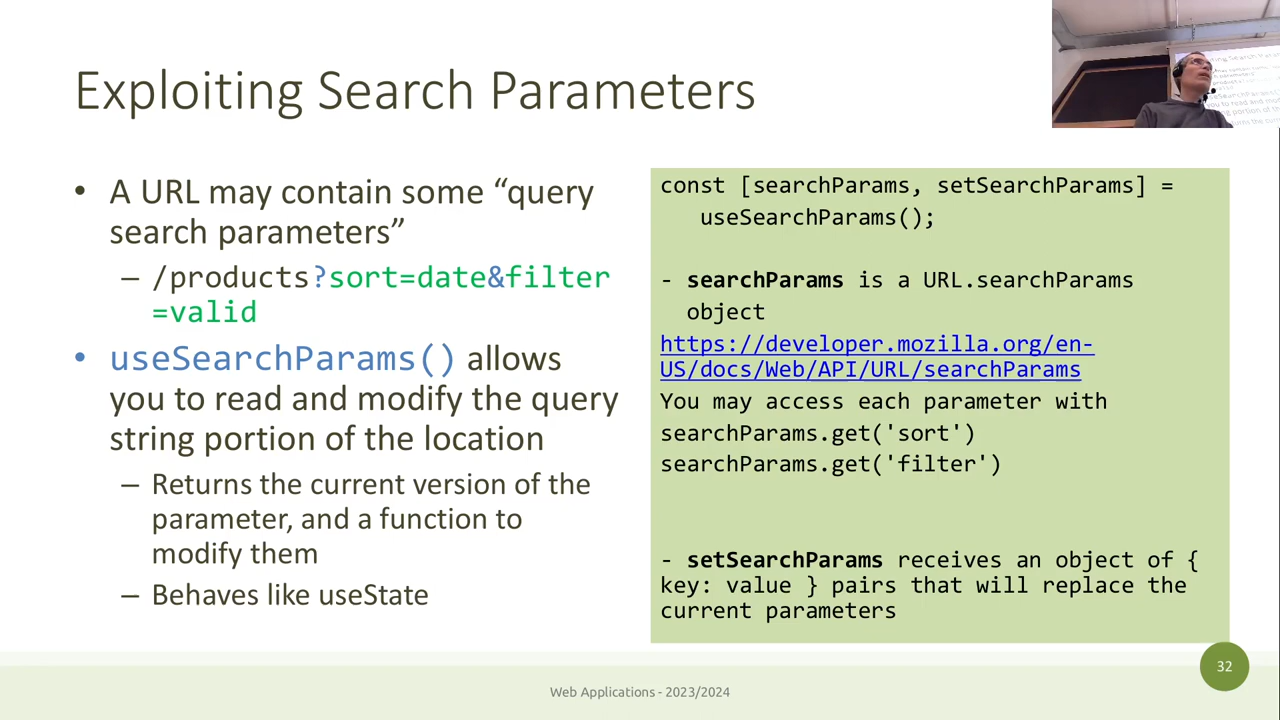 Exploiting Search Parameters
• A URL may contain some “query
search parameters”
– /products?sort=date&filter
=valid
• useSearchParams() allows
you to read and modify the query
string portion of the location
– Returns the current version of the
parameter, and a function to
modify them
– Behaves like useState
const [searchParams, setSearchParams] =
useSearchParams();
- searchParams is a URL.searchParams
object
https://developer.mozilla.org/en-
US/docs/Web/API/URL/searchParams
You may access each parameter with
searchParams.get('sort')
searchParams.get('filter')
- setSearchParams receives an object of {
key: value } pairs that will replace the
current parameters
Web Applications - 2023/2024
32